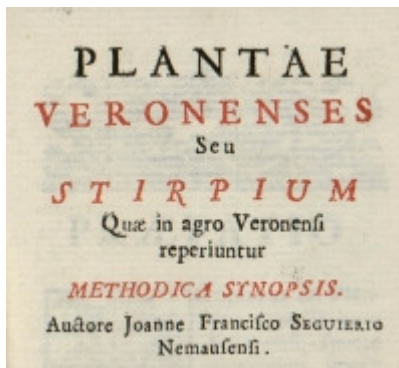 PLANTAE
VERONENSES
Seu
STIRPIUM
Quæ in agro Veronenſi
reperiuntur
METHODICA SYNOPSIS.
Auctore Joanne Franciſco SEGUIERIO
Nemauſenſi.